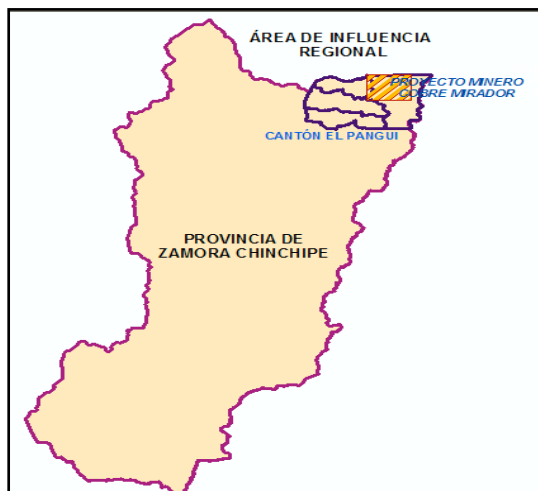 ÁREA DE INFLUENCIA
REGIONAL
PROYECTO MINERO
COBRE MIRADOR
CANTÓN EL PANGUI
PROVINCIA DE
ZAMORA CHINCHIPE